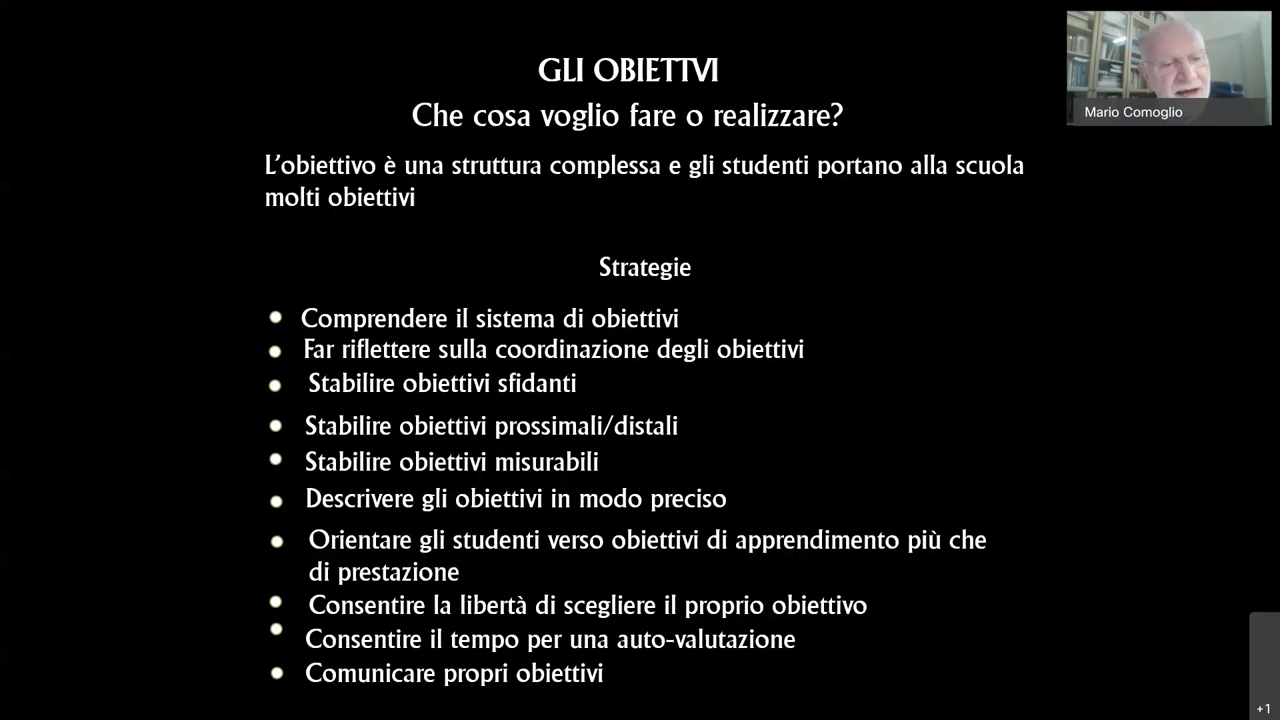 GLI OBIETTVI
Che cosa voglio fare o realizzare?
Mario Comoglio
L'obiettivo è una struttura complessa e gli studenti portano alla scuola
molti obiettivi
Strategie
Comprendere il sistema di obiettivi
Far riflettere sulla coordinazione degli obiettivi
Stabilire obiettivi sfidanti
Stabilire obiettivi prossimali/distali
Stabilire obiettivi misurabili
Descrivere gli obiettivi in modo preciso
Orientare gli studenti verso obiettivi di apprendimento più che
di prestazione
Consentire la libertà di scegliere il proprio obiettivo
Consentire il tempo per una auto-valutazione
Comunicare propri obiettivi
+1